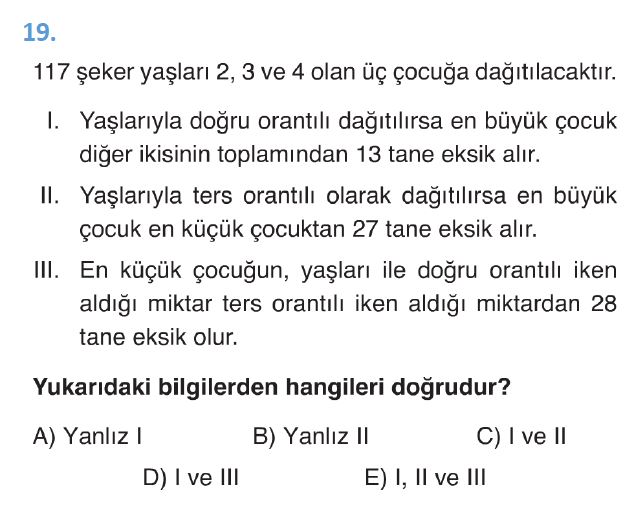 19.
117 şeker yaşları 2, 3 ve 4 olan üç çocuğa dağıtılacaktır.
I. Yaşlarıyla doğru orantılı dağıtılırsa en büyük çocuk
diğer ikisinin toplamından 13 tane eksik alır.
II. Yaşlarıyla ters orantılı olarak dağıtılırsa en büyük
çocuk en küçük çocuktan 27 tane eksik alır.
III. En küçük çocuğun, yaşları ile doğru orantılı iken
aldığı miktar ters orantılı iken aldığı miktardan 28
tane eksik olur.
Yukarıdaki bilgilerden hangileri doğrudur?
A) Yanlız I B) Yanlız II C) I ve II
D) I ve III E) I, II ve III